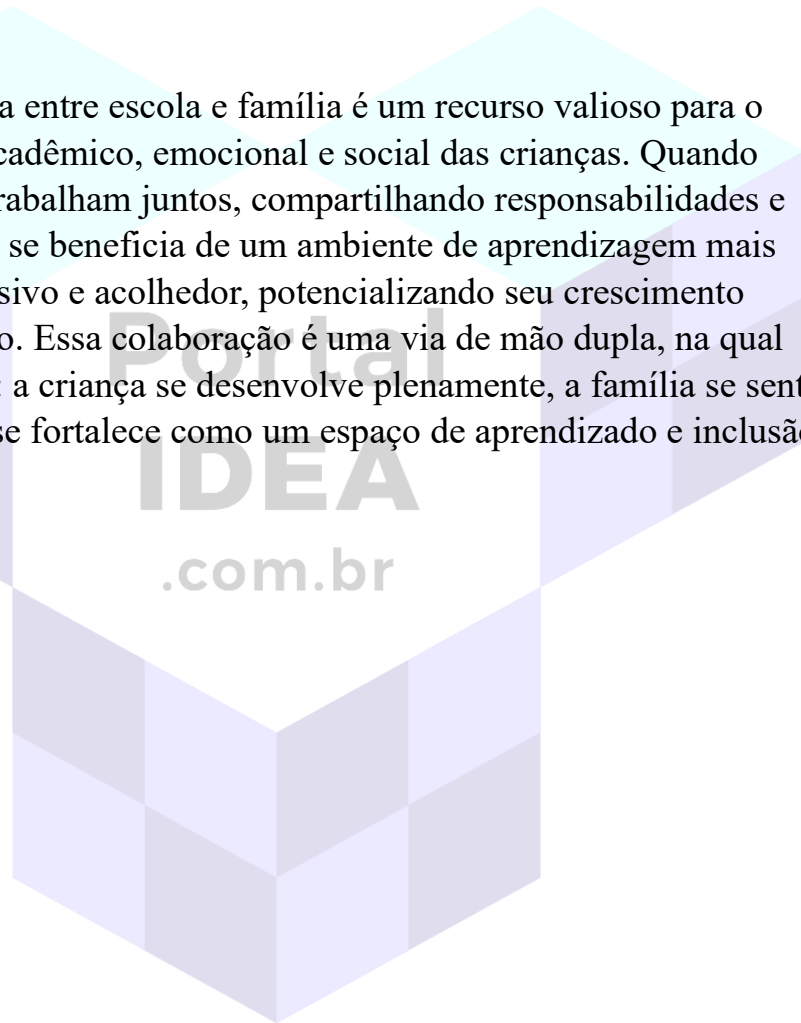 a entre escola e família é um recurso valioso para o
cadêmico, emocional e social das crianças. Quando
rabalham juntos, compartilhando responsabilidades e
se beneficia de um ambiente de aprendizagem mais
sivo e acolhedor, potencializando seu crescimento
o. Essa colaboração é uma via de mão dupla, na qual
: a criança se desenvolve plenamente, a família se sent
se fortalece como um espaço de aprendizado e inclusão
Portal
IDEA
.com.br